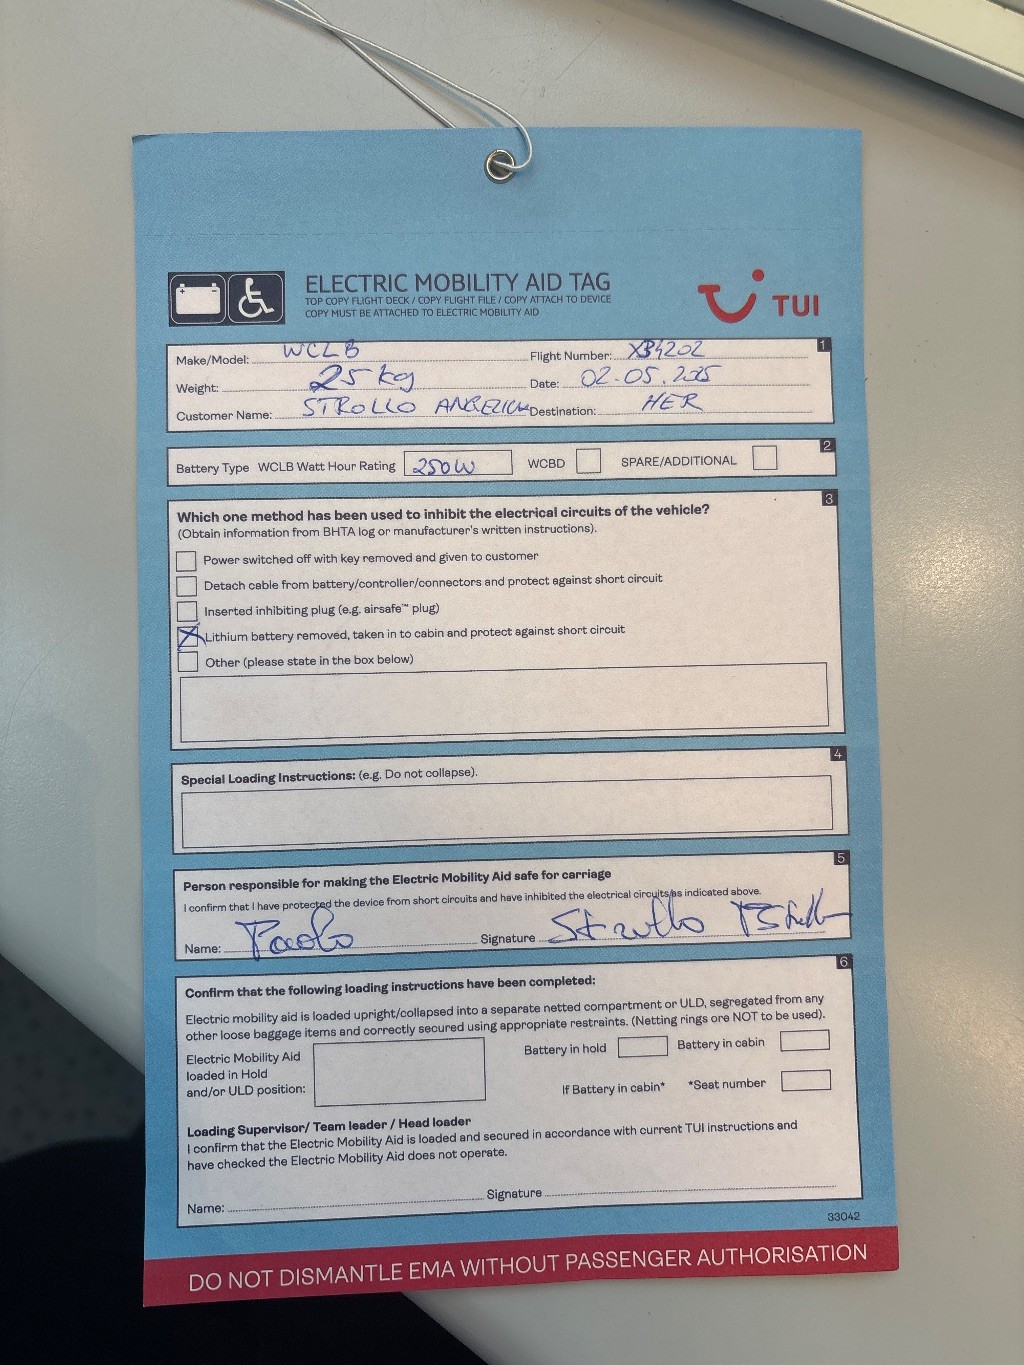 ELECTRIC MOBILITY AID TAG
TOP COPY FLIGHT DECK / COPY FLIGHT FILE / COPY ATTACH TO DEVICE
COPY MUST BE ATTACHED TO ELECTRIC MOBILITY AID
TUI
1
Make/Model: WCLB Flight Number: XB4202
Weight: 25 kg Date: 02.05.2025
Customer Name: STROLLO Destination: HER
2
Battery Type WCLB Watt Hour Rating 250W WCBD SPARE/ADDITIONAL
3
Which one method has been used to inhibit the electrical circuits of the vehicle?
(Obtain information from BHTA log or manufacturer's written instructions).
Power switched off with key removed and given to customer
Detach cable from battery/controller/connectors and protect against short circuit
Inserted inhibiting plug (e.g. airsafe™ plug)
X Lithium battery removed, taken in to cabin and protect against short circuit
Other (please state in the box below)
4
Special Loading Instructions: (e.g. Do not collapse).
5
Person responsible for making the Electric Mobility Aid safe for carriage
I confirm that I have protected the device from short circuits and have inhibited the electrical circuits as indicated above.
Name: Paolo Signature
6
Confirm that the following loading instructions have been completed:
Electric mobility aid is loaded upright/collapsed into a separate netted compartment or ULD, segregated from any
other loose baggage items and correctly secured using appropriate restraints. (Netting rings are NOT to be used).
Electric Mobility Aid
loaded in Hold
and/or ULD position:
Battery in hold Battery in cabin
If Battery in cabin* *Seat number
Loading Supervisor/ Team leader / Head loader
I confirm that the Electric Mobility Aid is loaded and secured in accordance with current TUI instructions and
have checked the Electric Mobility Aid does not operate.
Name: Signature
33042
DO NOT DISMANTLE EMA WITHOUT PASSENGER AUTHORISATION